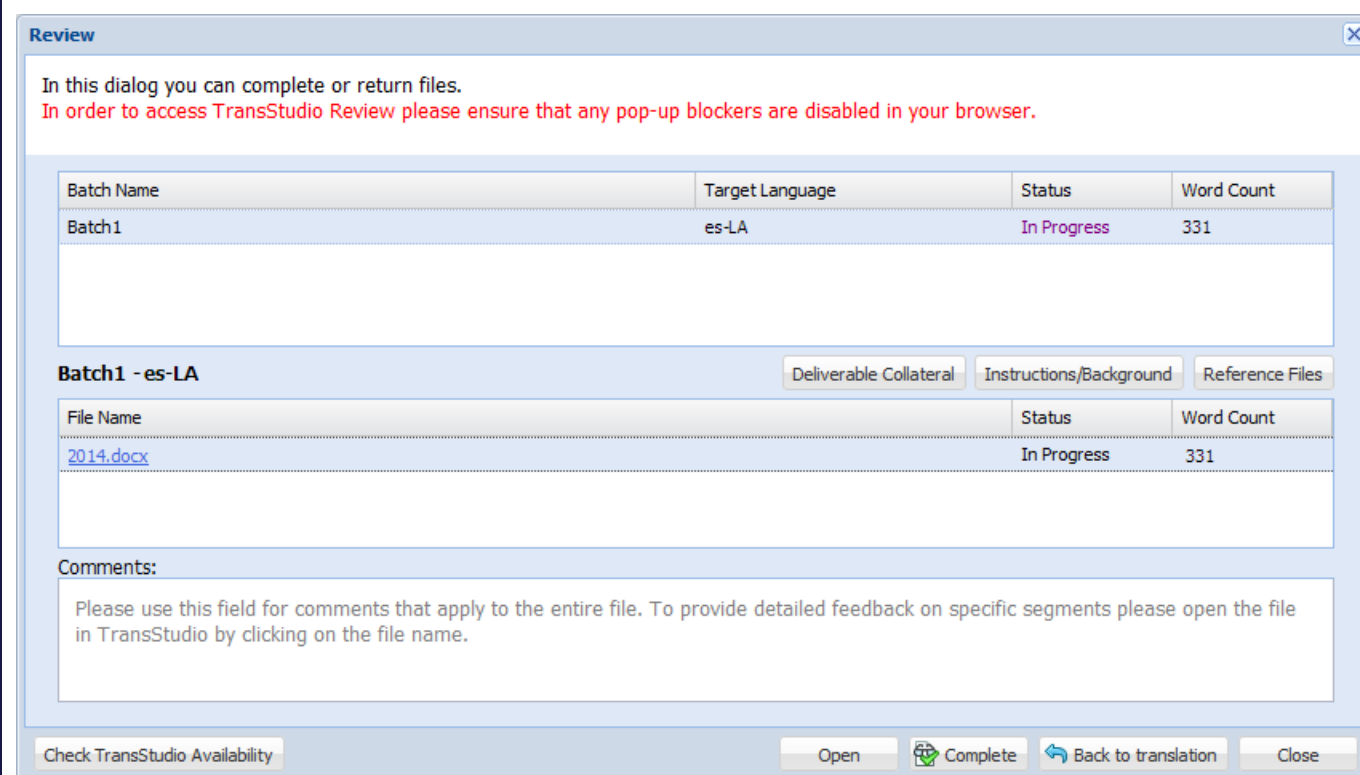 Review
In this dialog you can complete or return files.
In order to access TransStudio Review please ensure that any pop-up blockers are disabled in your browser.
Batch Name Target Language Status Word Count
Batch1 es-LA In Progress 331
Batch1 - es-LA Deliverable Collateral Instructions/Background Reference Files
File Name Status Word Count
2014.docx In Progress 331
Comments:
Please use this field for comments that apply to the entire file. To provide detailed feedback on specific segments please open the file
in TransStudio by clicking on the file name.
Check TransStudio Availability Open Complete Back to translation Close